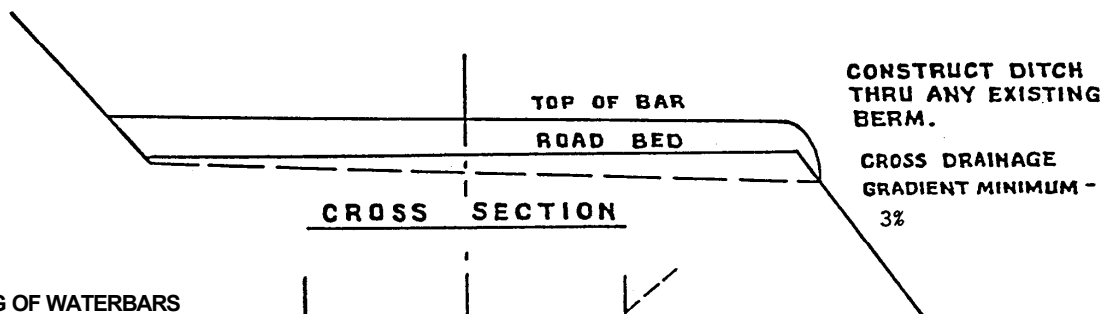 CONSTRUCT DITCH
THRU ANY EXISTING
BERM.
TOP OF BAR
ROAD BED
CROSS DRAINAGE
GRADIENT MINIMUM -
3%
CROSS SECTION
OF WATERBARS